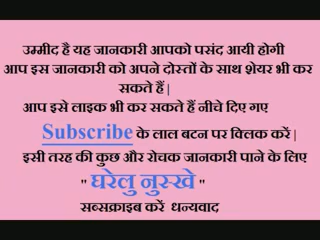 उम्मीद है यह जानकारी आपको पसंद आयी होगी
आप इस जानकारी को अपने दोस्तों के साथ शेयर भी कर
सकते हैं |
आप इसे लाइक भी कर सकते हैं नीचे दिए गए
Subscribe के लाल बटन पर क्लिक करें |
इसी तरह की कुछ और रोचक जानकारी पाने के लिए
" घरेलु नुस्खे "
सब्सक्राइब करें धन्यवाद